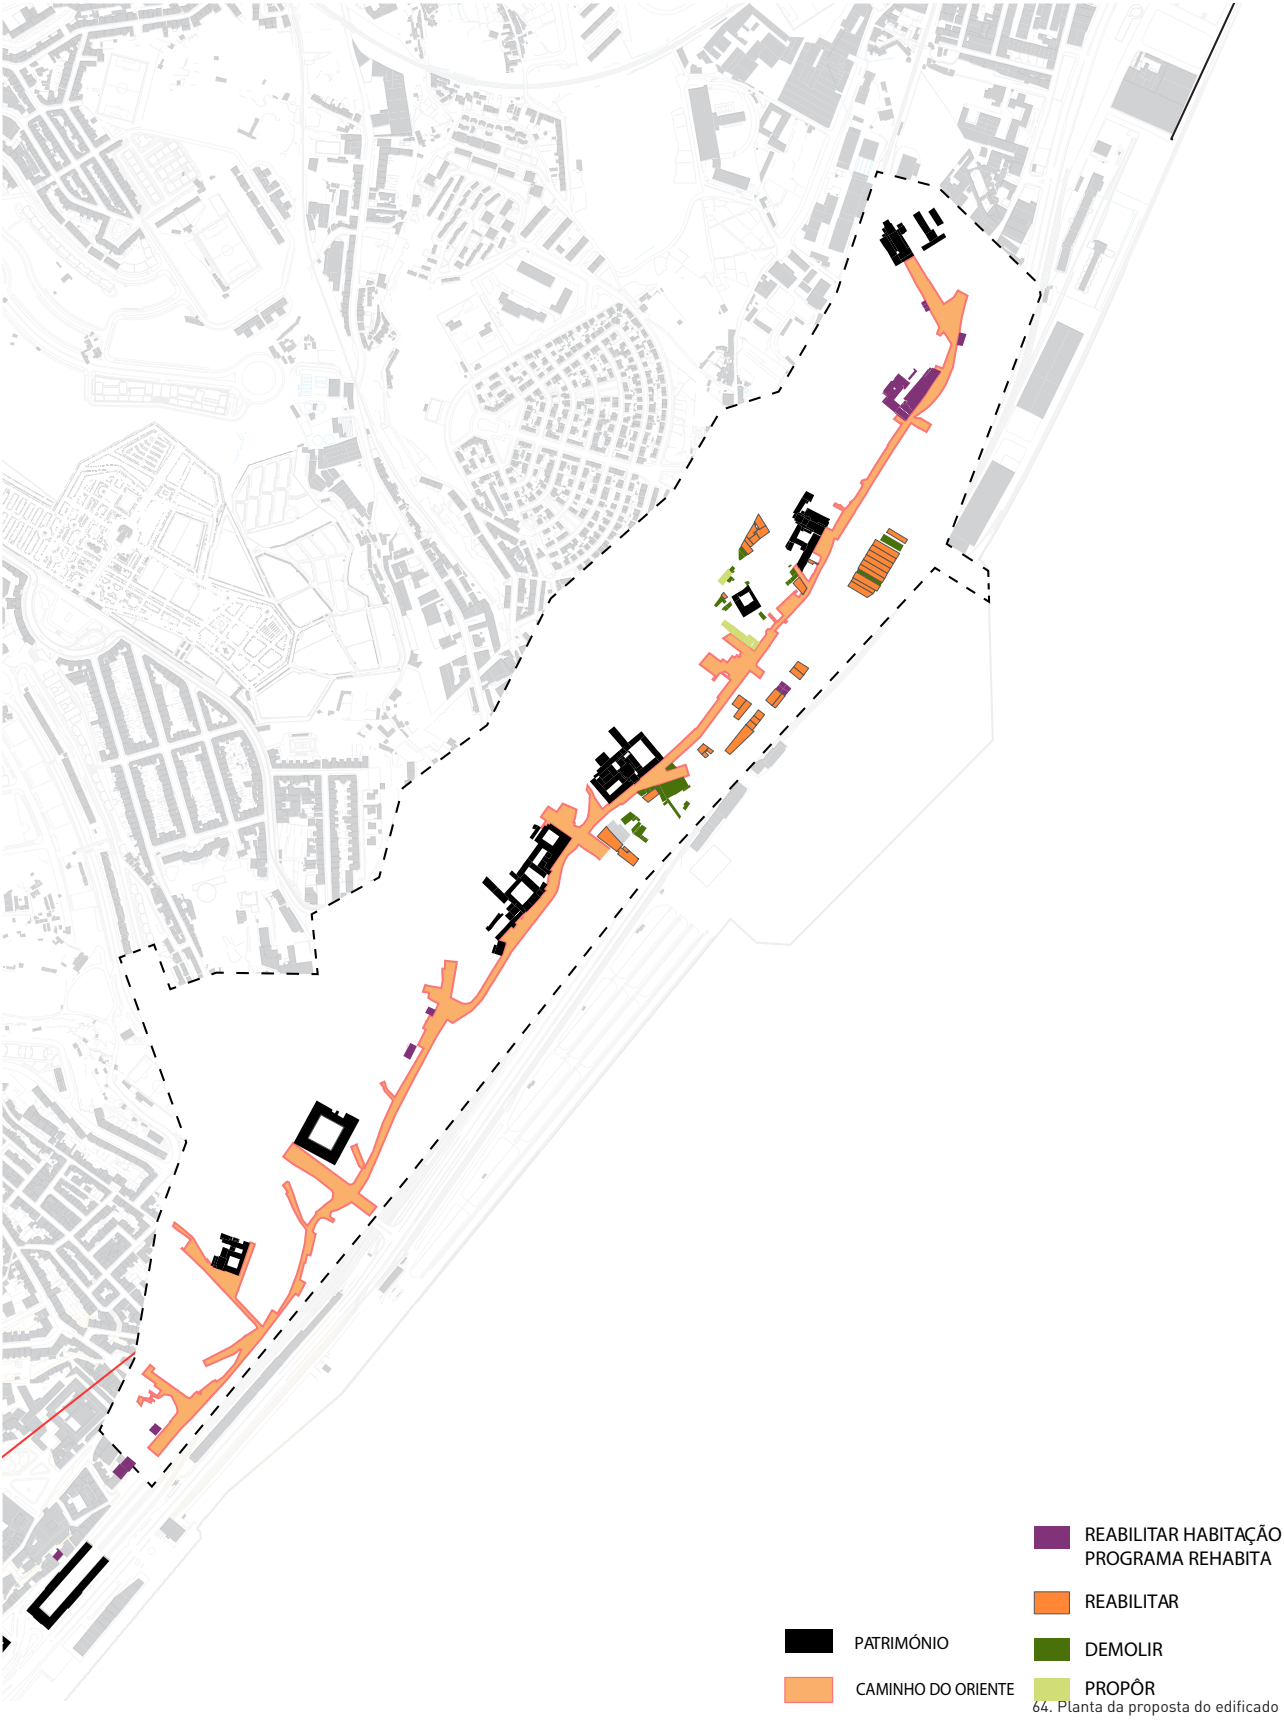 REABILITAR HABITAÇÃO
PROGRAMA REHABITA
REABILITAR
PATRIMÓNIO
DEMOLIR
CAMINHO DO ORIENTE
PROPÔR
64. Planta da proposta do edificado